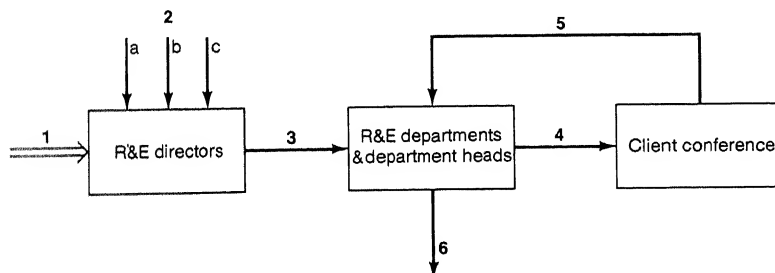 2
a b c
5
1
R&E directors
3
R&E departments
&department heads
4
Client conference
6